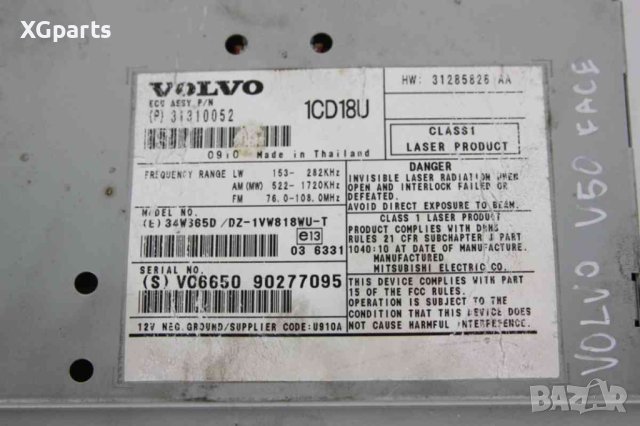 XGparts
VOLVO
ECU ASSY P/N
(P) 31310052
1CD18U
HW: 31285826 AA
CLASS1
LASER PRODUCT
0910 Made in Thailand
FREQUENCY RANGE LW 153- 282KHz
AM(MW) 522- 1720KHz
FM 76.0-108.0MHz
MODEL NO.
(E) 34W365D /DZ-1VW818WU-T
e13
03 6331
SERIAL NO.
(S) VC6650 90277095
12V NEG.GROUND/SUPPLIER CODE:U910A
DANGER
INVISIBLE LASER RADIATION WHEN
OPEN AND INTERLOCK FAILED OR
DEFEATED.
AVOID DIRECT EXPOSURE TO BEAM.
CLASS 1 LASER PRODUCT
PRODUCT COMPLIES WITH DHHS
RULES 21 CFR SUBCHAPTER J PART
1040:10 AT DATE OF MANUFACTURE.
MANUFACTURED
MITSUBISHI ELECTRIC CO.
THIS DEVICE COMPLIES WITH PART
15 OF THE FCC RULES.
OPERATION IS SUBJECT TO THE
CONDITION THAT THIS DEVICE DOES
NOT CAUSE HARMFUL INTERFERENCE.
VOLVO V50 FACE
BAZAR.bg